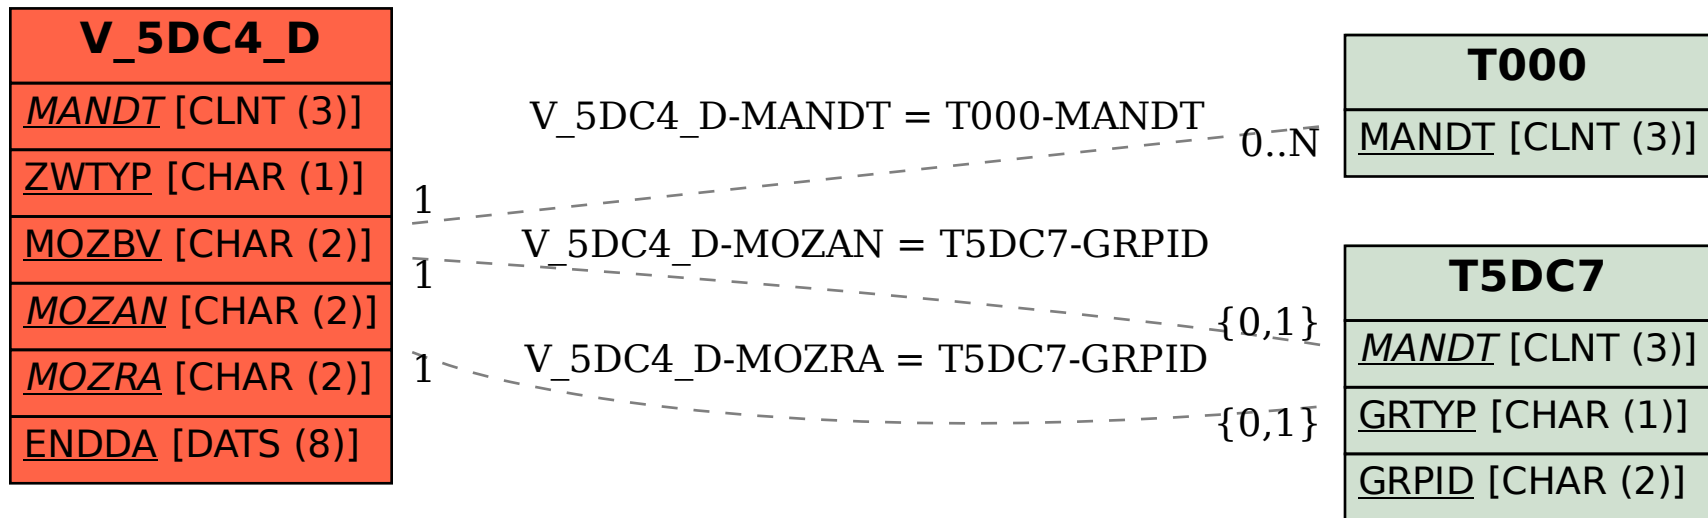 V_5DC4_D
MANDT [CLNT (3)]
ZWTYP [CHAR (1)]
MOZBV [CHAR (2)]
MOZAN [CHAR (2)]
MOZRA [CHAR (2)]
ENDDA [DATS (8)]
V_5DC4_D-MANDT = T000-MANDT
1
0..N
V_5DC4_D-MOZAN = T5DC7-GRPID
1
{0,1}
V_5DC4_D-MOZRA = T5DC7-GRPID
1
{0,1}
T000
MANDT [CLNT (3)]
T5DC7
MANDT [CLNT (3)]
GRTYP [CHAR (1)]
GRPID [CHAR (2)]